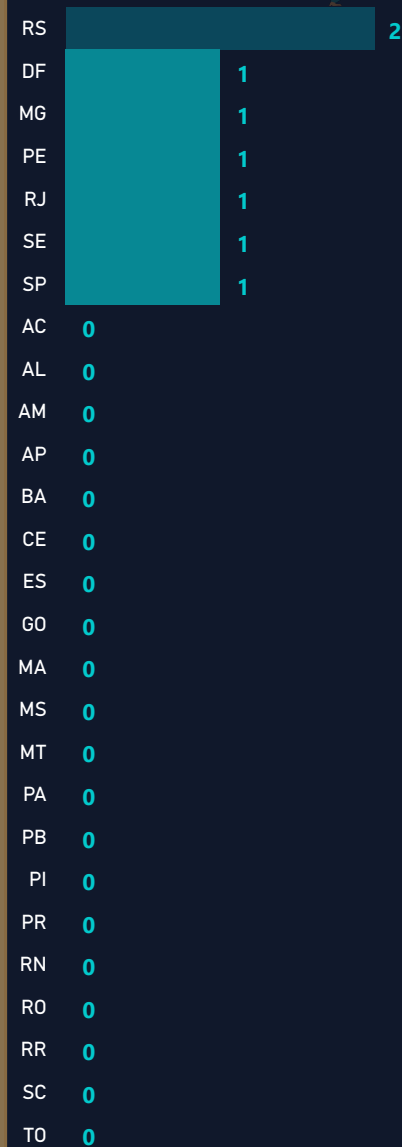 RS 2
DF 1
MG 1
PE 1
RJ 1
SE 1
SP 1
AC 0
AL 0
AM 0
AP 0
BA 0
CE 0
ES 0
GO 0
MA 0
MS 0
MT 0
PA 0
PB 0
PI 0
PR 0
RN 0
RO 0
RR 0
SC 0
TO 0